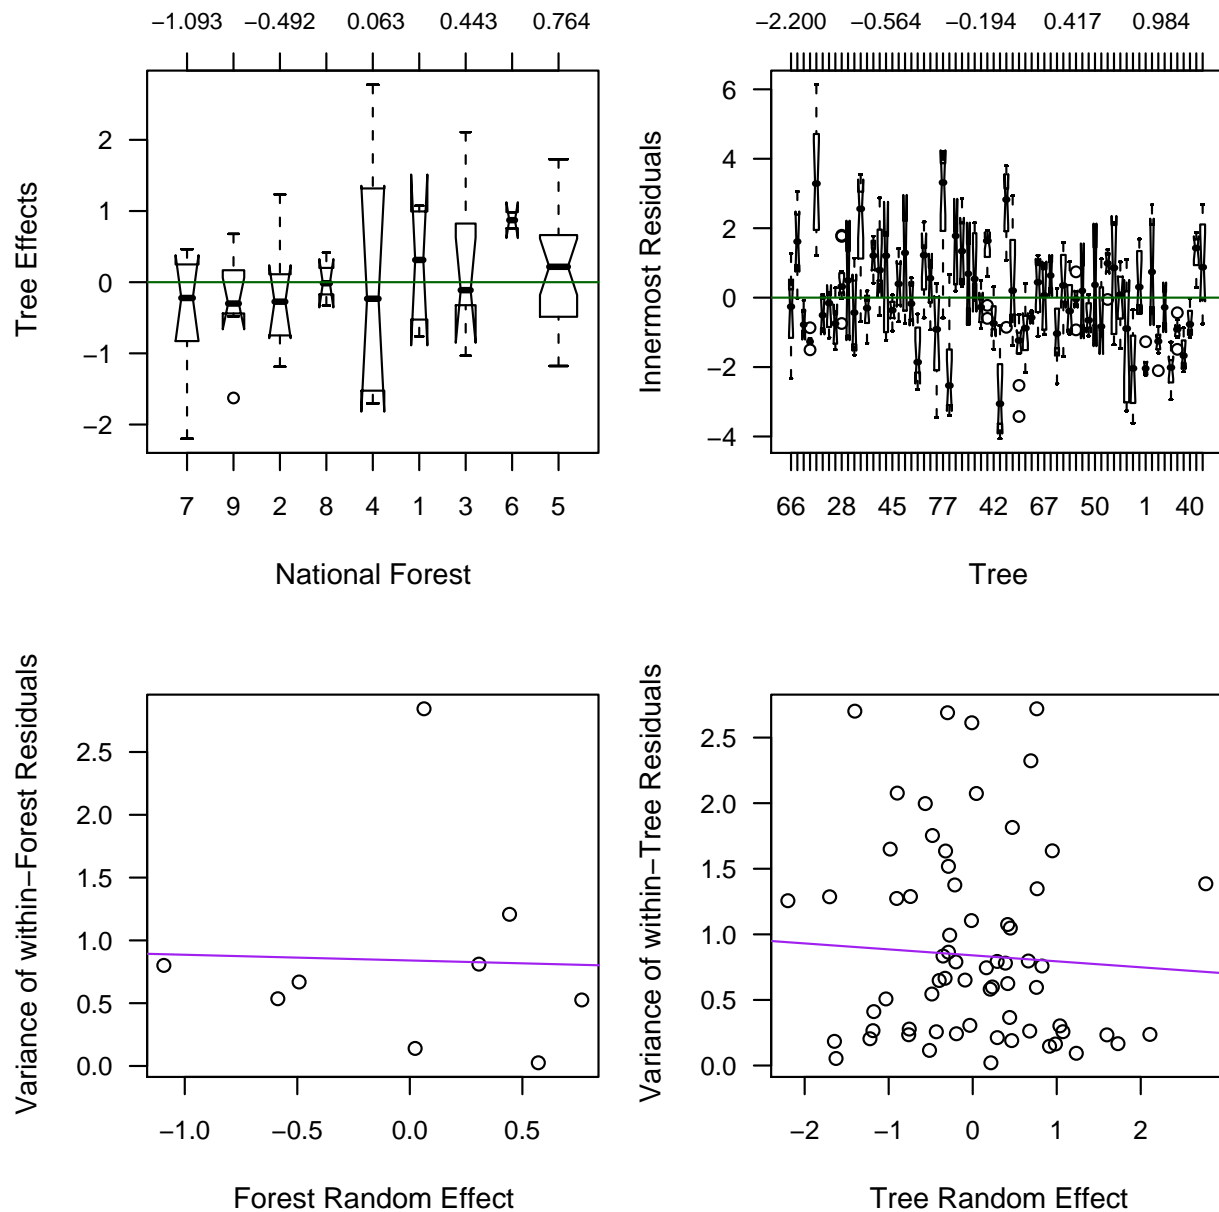 −1.093 −0.492 0.063 0.443 0.764
2
1
0
−1
−2
Tree Effects
7 9 2 8 4 1 3 6 5
National Forest
−2.200 −0.564 −0.194 0.417 0.984
6
4
2
0
−2
−4
Innermost Residuals
66 28 45 77 42 67 50 1 40
Tree
2.5
2.0
1.5
1.0
0.5
0.0
Variance of within−Forest Residuals
−1.0 −0.5 0.0 0.5
Forest Random Effect
2.5
2.0
1.5
1.0
0.5
0.0
Variance of within−Tree Residuals
−2 −1 0 1 2
Tree Random Effect